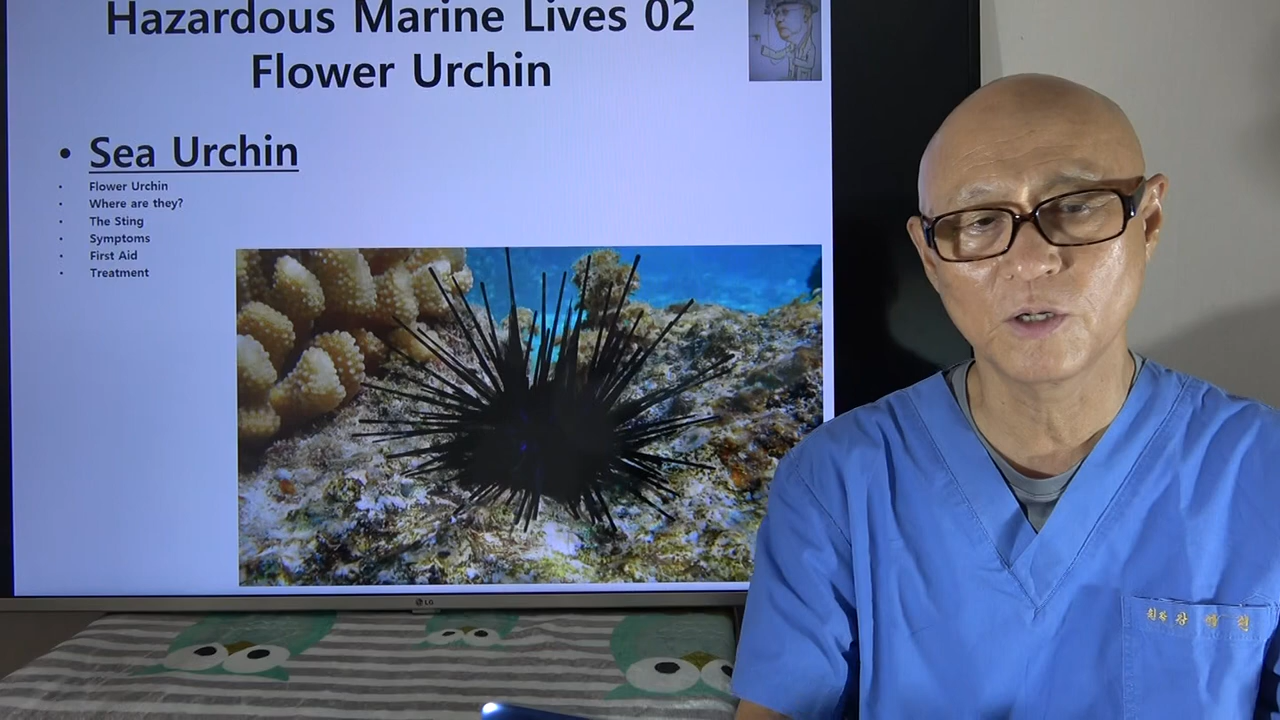 Hazardous Marine Lives 02
Flower Urchin
• Sea Urchin
• Flower Urchin
• Where are they?
• The Sting
• Symptoms
• First Aid
• Treatment
LG